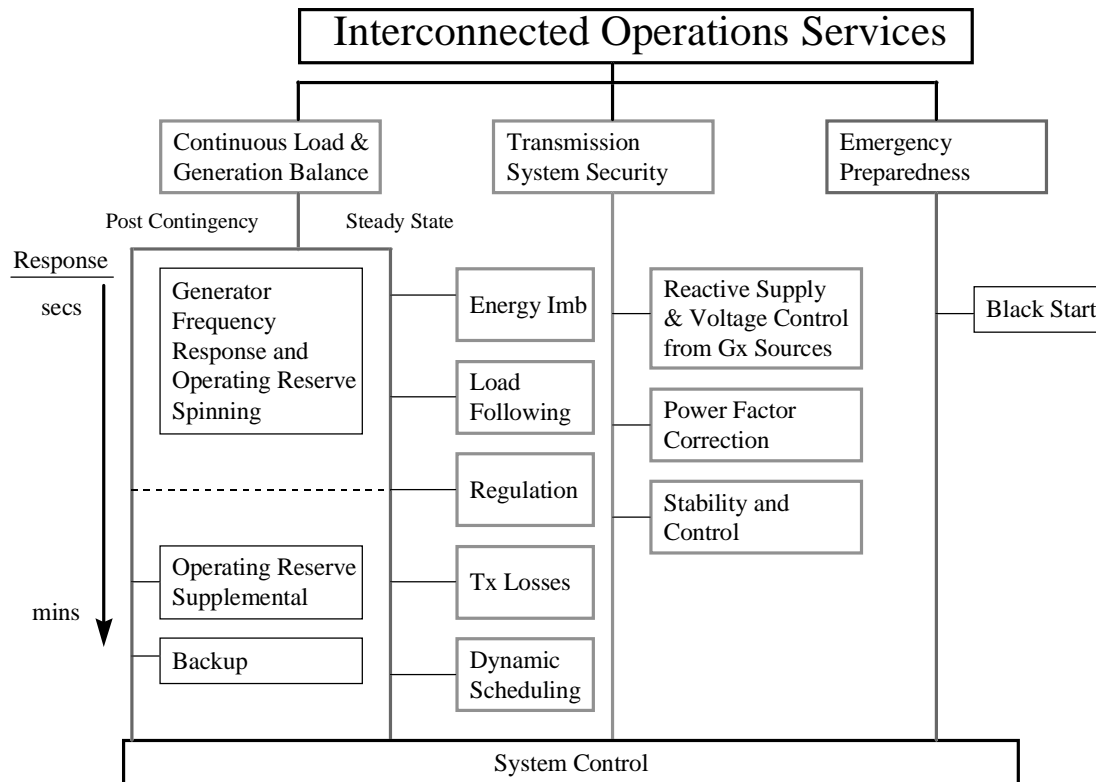 Interconnected Operations Services
Continuous Load &
Generation Balance
Transmission
System Security
Emergency
Preparedness
Post Contingency
Steady State
Response
secs
mins
Generator
Frequency
Response and
Operating Reserve
Spinning
Operating Reserve
Supplemental
Backup
Energy Imb
Load
Following
Regulation
Tx Losses
Dynamic
Scheduling
Reactive Supply
& Voltage Control
from Gx Sources
Power Factor
Correction
Stability and
Control
Black Start
System Control